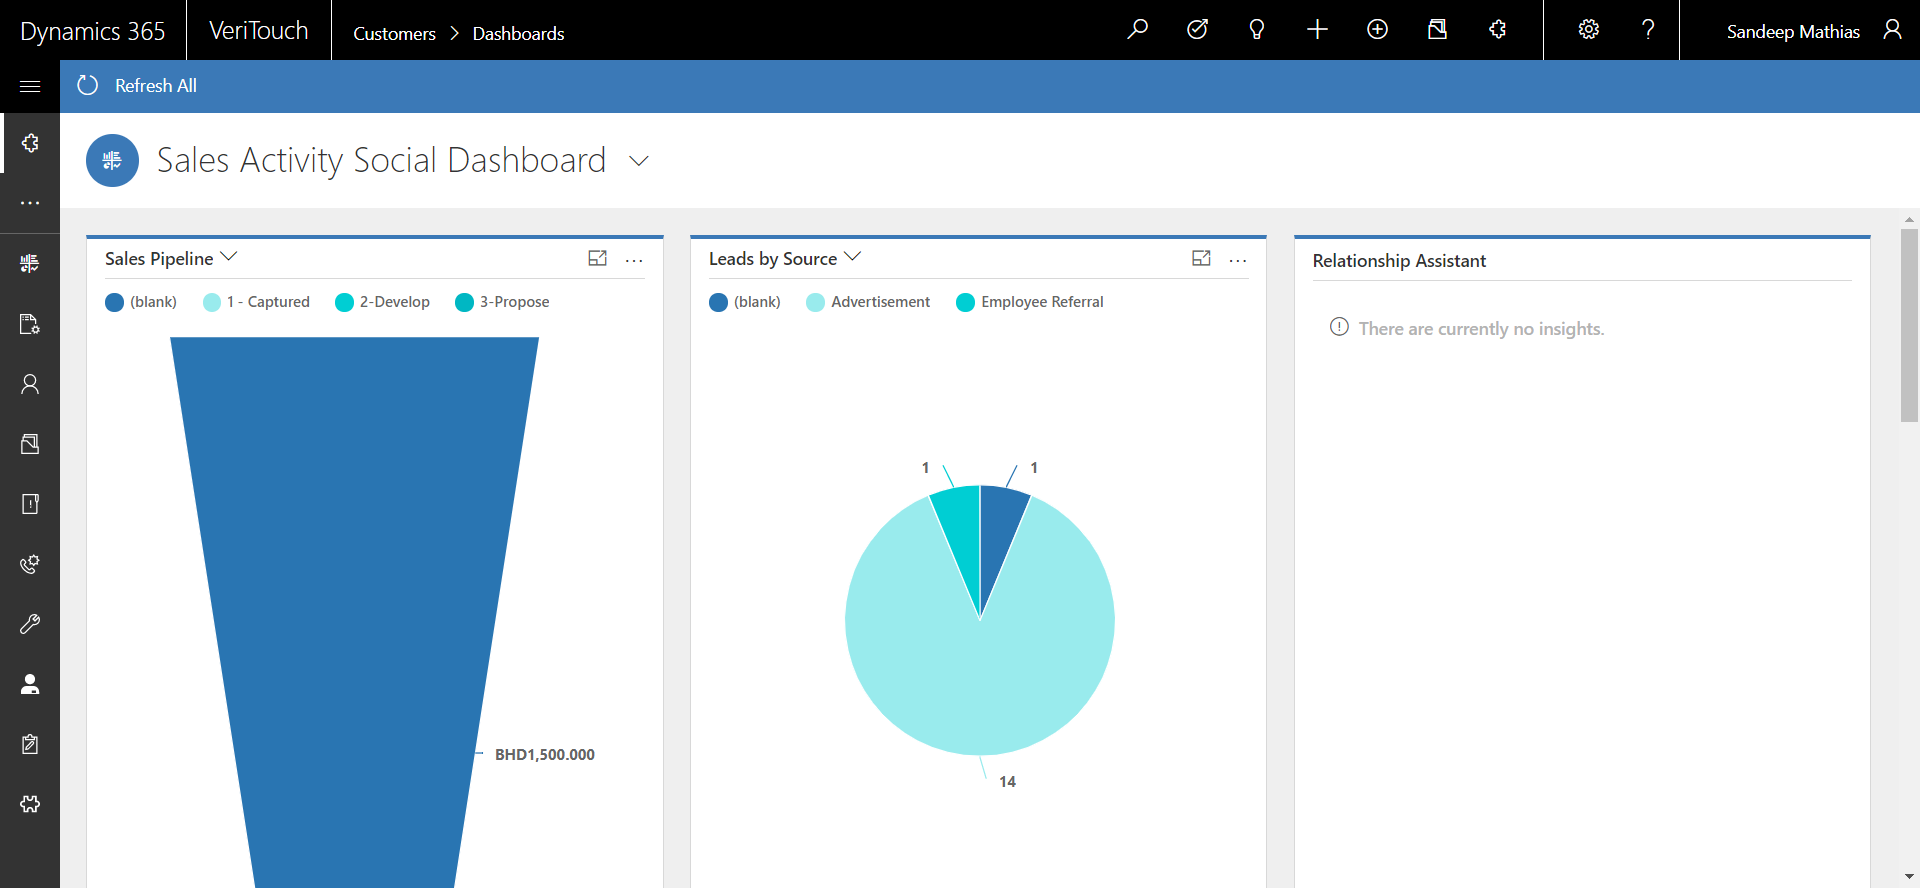 Dynamics 365
VeriTouch
Customers > Dashboards
?
Sandeep Mathias
Refresh All
Sales Activity Social Dashboard
Sales Pipeline
...
(blank)
1 - Captured
2-Develop
3-Propose
BHD1,500.000
Leads by Source
...
(blank)
Advertisement
Employee Referral
1
1
14
Relationship Assistant
There are currently no insights.